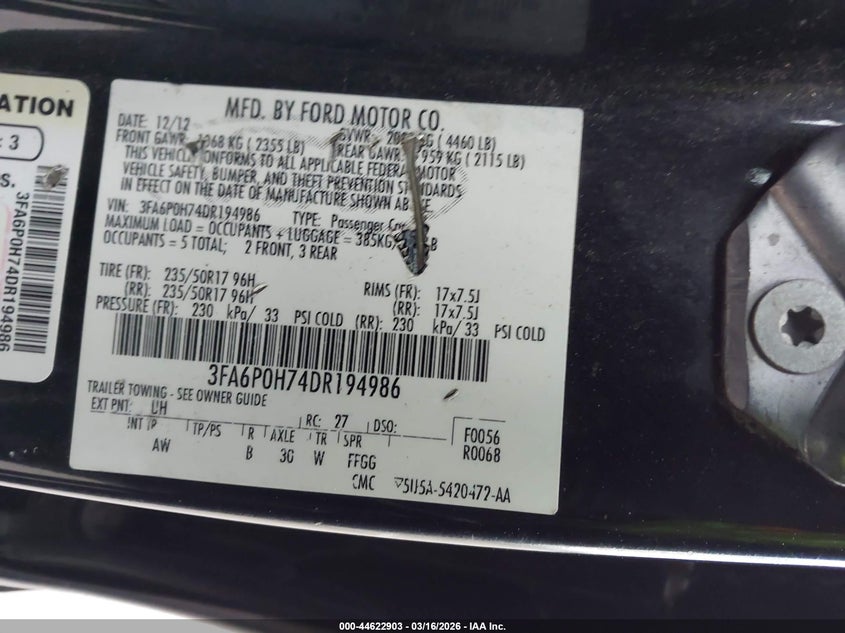 ATION
: 3
s.
3FA6P0H74DR194986
MFD. BY FORD MOTOR CO.
DATE: 12/12
FRONT GAWR: KG ( 2355 LB)
GVWR: KG ( 4460 LB)
REAR GAWR: 959 KG ( 2115 LB)
THIS VEHICLE CONFORMS TO ALL APPLICABLE FEDERAL MOTOR
VEHICLE SAFETY, BUMPER, AND THEFT PREVENTION STANDARDS
IN EFFECT ON THE DATE OF MANUFACTURE SHOWN ABOVE.
VIN: 3FA6P0H74DR194986 TYPE: Passenger
MAXIMUM LOAD = OCCUPANTS + LUGGAGE = 385KG
OCCUPANTS = 5 TOTAL; 2 FRONT, 3 REAR
TIRE (FR): 235/50R17 96H RIMS (FR): 17x7.5J
(RR): 235/50R17 96H (RR): 17x7.5J
PRESSURE (FR): 230 kPa/ 33 PSI COLD (RR): 230 kPa/ 33 PSI COLD
3FA6P0H74DR194986
TRAILER TOWING - SEE OWNER GUIDE
EXT PNT: UH RC: 27 DSO: F0056
INT TP TP/PS R AXLE TR SPR R0068
AW B 30 W FFGG
CMC 5U5A-5420472-AA
000-44622903 - 03/16/2026 - IAA Inc.